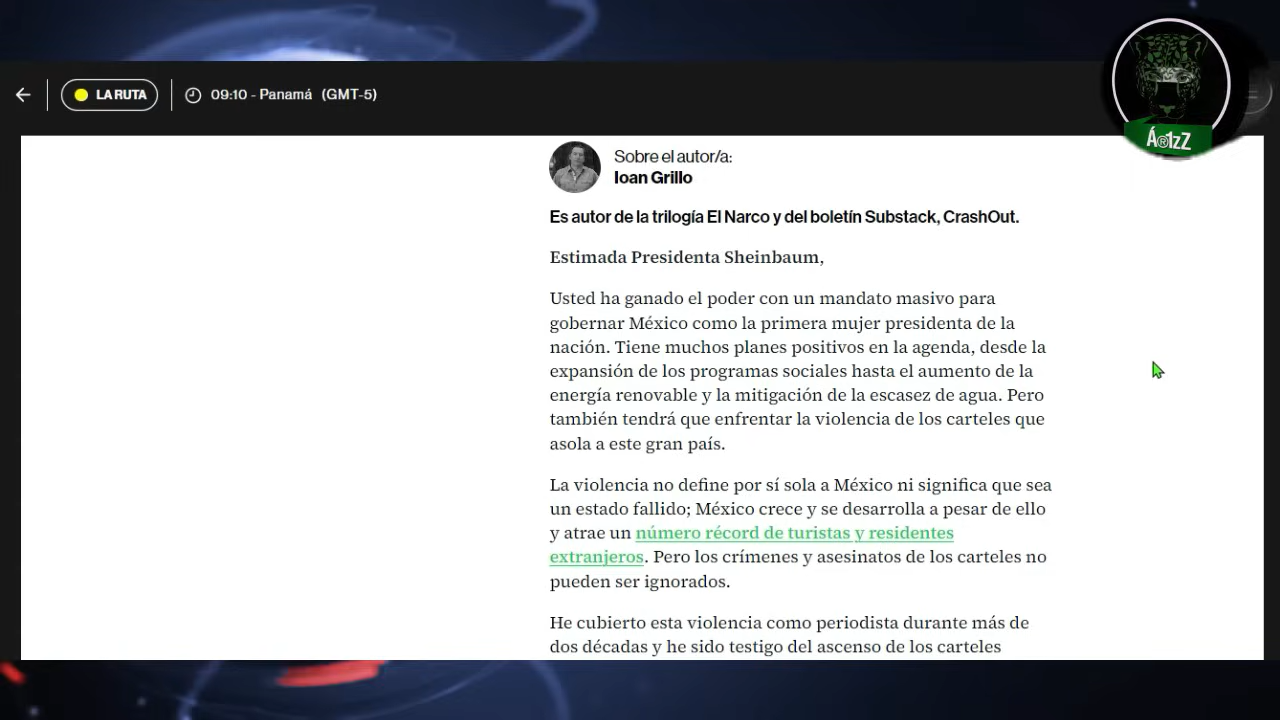 LA RUTA
09:10 - Panamá (GMT-5)
Á®1zZ
Sobre el autor/a:
Ioan Grillo
Es autor de la trilogía El Narco y del boletín Substack, CrashOut.
Estimada Presidenta Sheinbaum,
Usted ha ganado el poder con un mandato masivo para
gobernar México como la primera mujer presidenta de la
nación. Tiene muchos planes positivos en la agenda, desde la
expansión de los programas sociales hasta el aumento de la
energía renovable y la mitigación de la escasez de agua. Pero
también tendrá que enfrentar la violencia de los carteles que
asola a este gran país.
La violencia no define por sí sola a México ni significa que sea
un estado fallido; México crece y se desarrolla a pesar de ello
y atrae un número récord de turistas y residentes
extranjeros. Pero los crímenes y asesinatos de los carteles no
pueden ser ignorados.
He cubierto esta violencia como periodista durante más de
dos décadas y he sido testigo del ascenso de los carteles